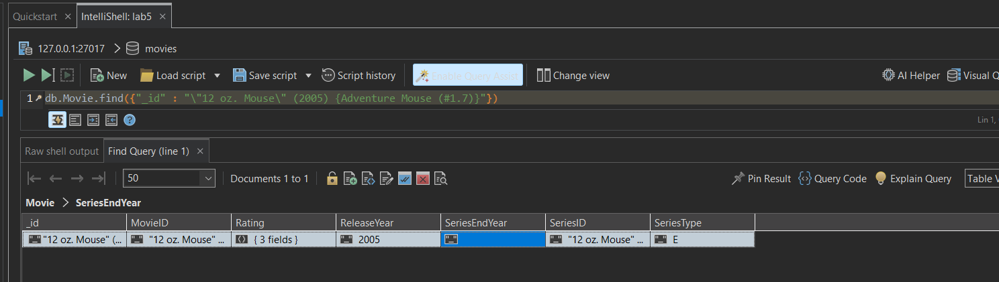 Quickstart × IntelliShell: lab5 ×
127.0.0.1:27017 > movies
New Load script Save script Script history Enable Query Assist Change view AI Helper Visual Q
1 db.Movie.find({"_id" : "\"12 oz. Mouse\" (2005) {Adventure Mouse (#1.7)}"})
Lin 1,
Raw shell output Find Query (line 1) ×
50 Documents 1 to 1 Pin Result Query Code Explain Query Table V
Movie > SeriesEndYear
_id MovieID Rating ReleaseYear SeriesEndYear SeriesID SeriesType
"12 oz. Mouse" (... "12 oz. Mouse" ... { 3 fields } 2005 "12 oz. Mouse" ... E